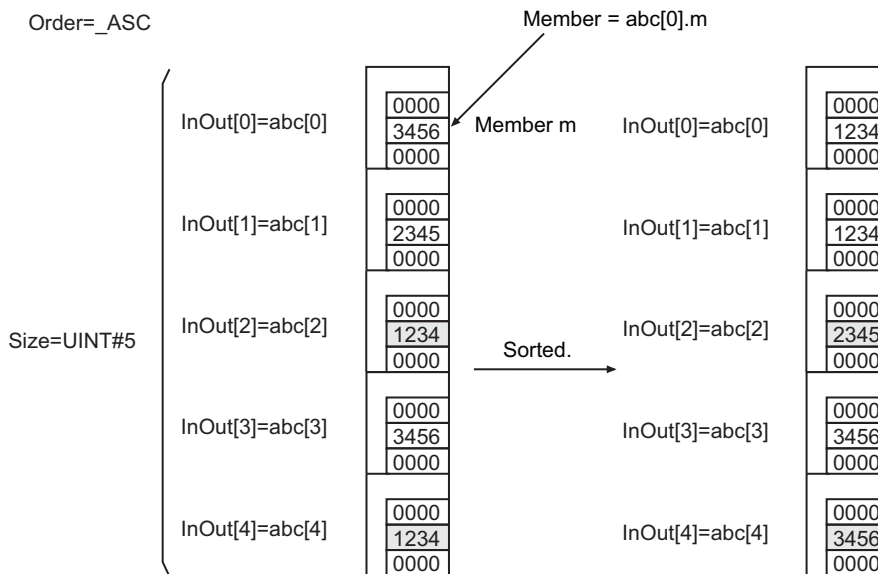 Order=_ASC
Member = abc[0].m
InOut[0]=abc[0]
0000
3456
0000
Member m
InOut[0]=abc[0]
0000
1234
0000
InOut[1]=abc[1]
0000
2345
0000
InOut[1]=abc[1]
0000
1234
0000
Size=UINT#5
InOut[2]=abc[2]
0000
1234
0000
Sorted.
InOut[2]=abc[2]
0000
2345
0000
InOut[3]=abc[3]
0000
3456
0000
InOut[3]=abc[3]
0000
3456
0000
InOut[4]=abc[4]
0000
1234
0000
InOut[4]=abc[4]
0000
3456
0000